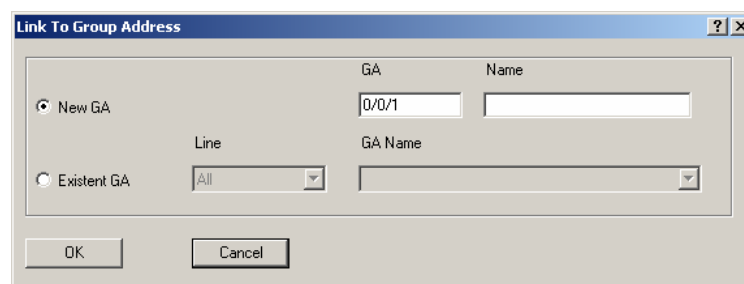 Link To Group Address
GA Name
New GA 0/0/1
Line GA Name
Existent GA All
OK Cancel